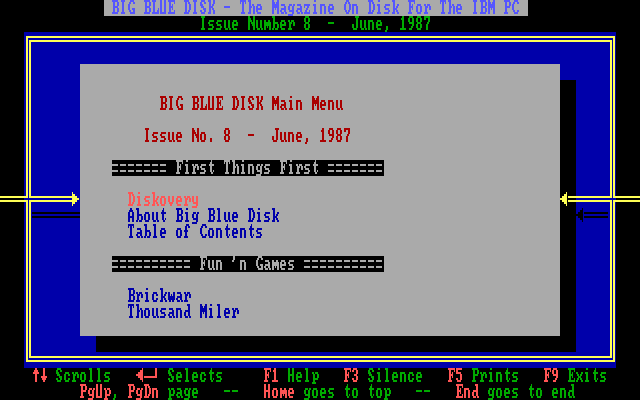 BIG BLUE DISK - The Magazine On Disk For The IBM PC
Issue Number 8 - June, 1987
BIG BLUE DISK Main Menu
Issue No. 8 - June, 1987
======= First Things First =======
Diskovery
About Big Blue Disk
Table of Contents
========== Fun 'n Games ==========
Brickwar
Thousand Miler
↑↓ Scrolls ◄─┘ Selects F1 Help F3 Silence F5 Prints F9 Exits
PgUp, PgDn page -- Home goes to top -- End goes to end